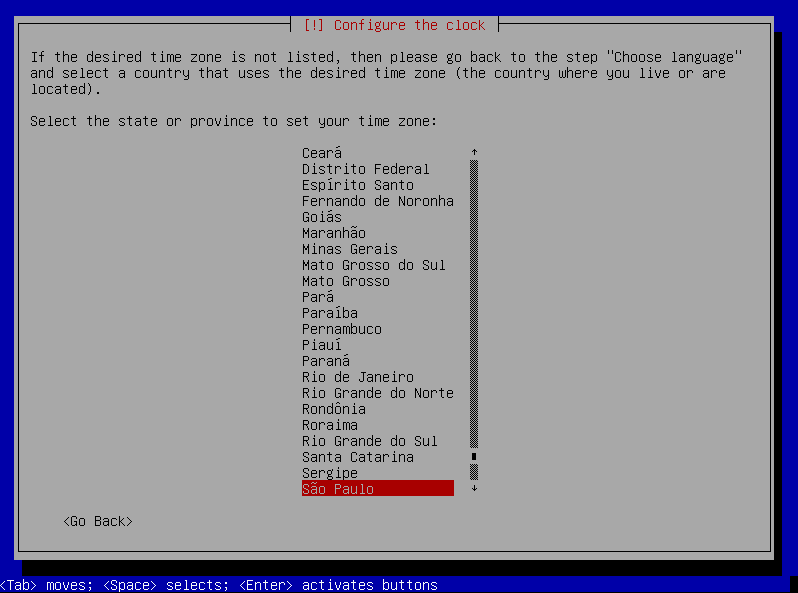 [!] Configure the clock
If the desired time zone is not listed, then please go back to the step "Choose language"
and select a country that uses the desired time zone (the country where you live or are
located).
Select the state or province to set your time zone:
Ceará
Distrito Federal
Espírito Santo
Fernando de Noronha
Goiás
Maranhão
Minas Gerais
Mato Grosso do Sul
Mato Grosso
Pará
Paraíba
Pernambuco
Piauí
Paraná
Rio de Janeiro
Rio Grande do Norte
Rondônia
Roraima
Rio Grande do Sul
Santa Catarina
Sergipe
São Paulo
<Go Back>
<Tab> moves; <Space> selects; <Enter> activates buttons